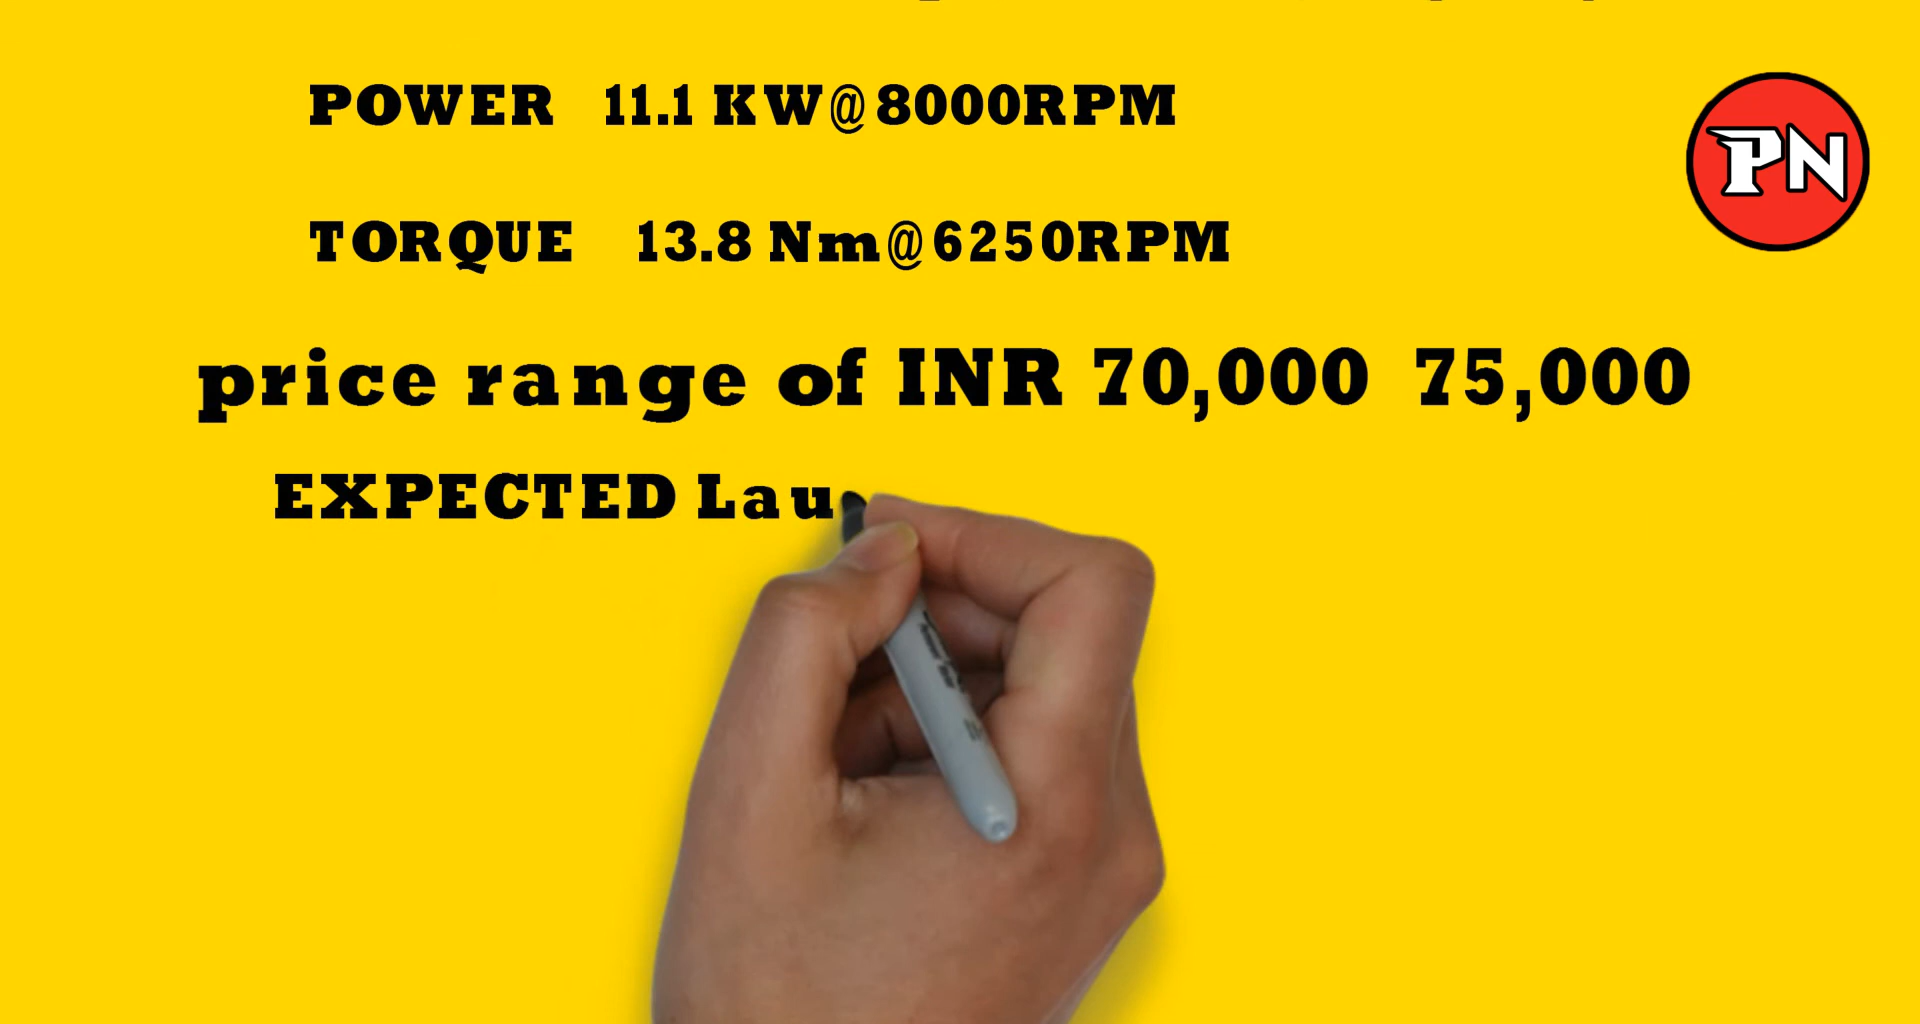 POWER 11.1 KW@8000RPM
PN
TORQUE 13.8 Nm@6250RPM
price range of INR 70,000 75,000
EXPECTED Lau